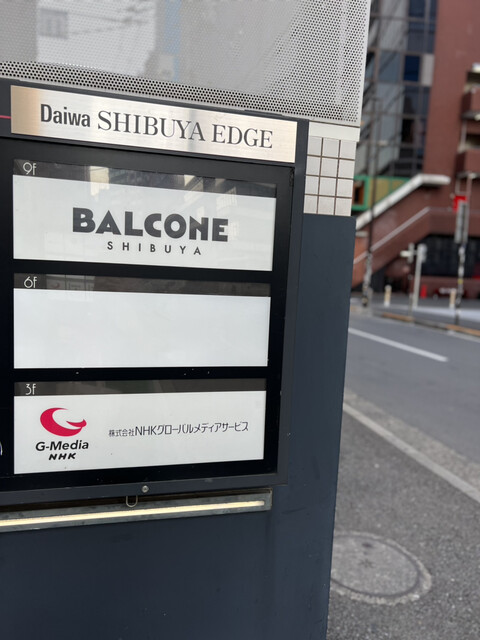 Daiwa SHIBUYA EDGE
9F
BALCONE
SHIBUYA
6F
3F
G-Media
NHK
株式会社NHKグローバルメディアサービス